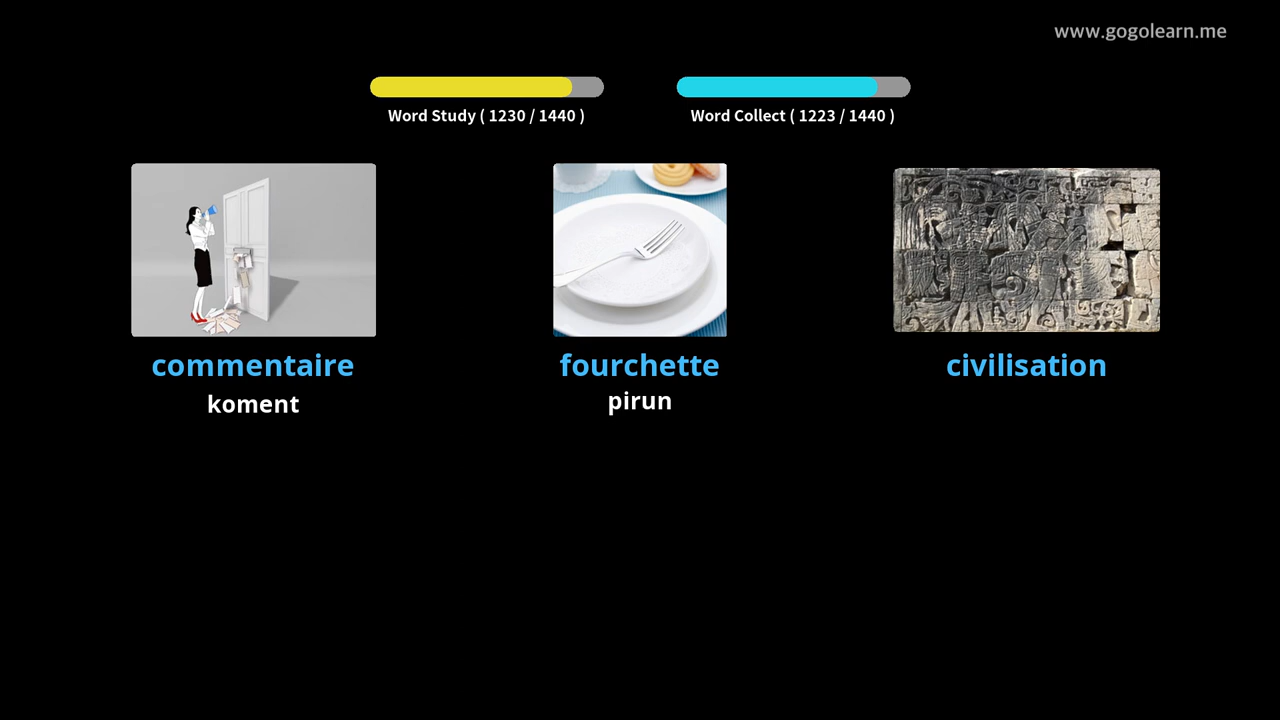 www.gogolearn.me
Word Study ( 1230 / 1440 )
Word Collect ( 1223 / 1440 )
commentaire
koment
fourchette
pirun
civilisation